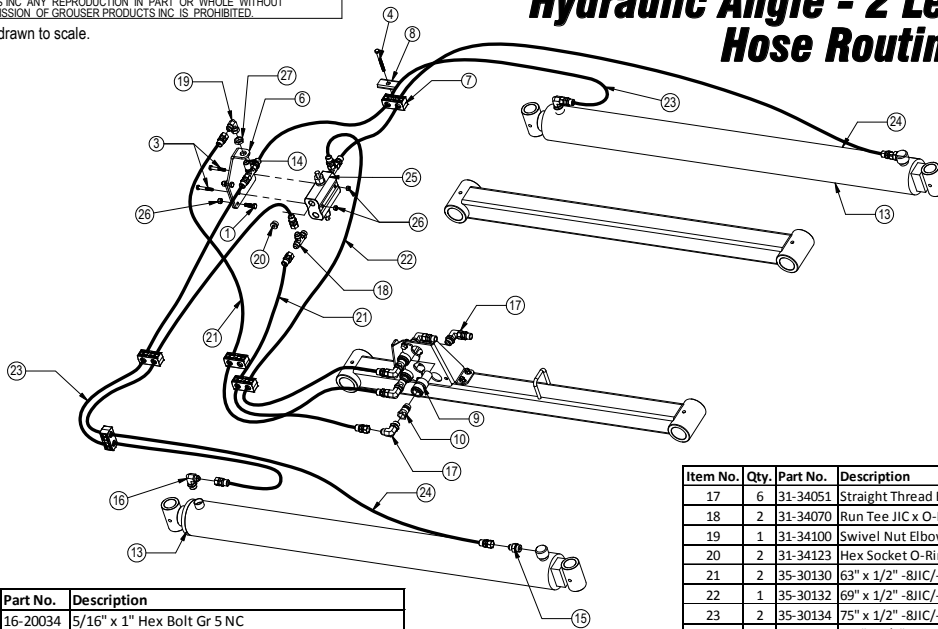 S INC ANY REPRODUCTION IN PART OR WHOLE WITHOUT
MISSION OF GROUSER PRODUCTS INC IS PROHIBITED.
drawn to scale.
Hydraulic Angle - 2 Le
Hose Routin
4
8
19
27
6
7
23
24
3
14
25
13
26
26
1
20
22
18
21
21
17
23
9
10
17
16
24
13
15
Item No. Qty. Part No. Description
17 6 31-34051 Straight Thread
18 2 31-34070 Run Tee JIC x O-
19 1 31-34100 Swivel Nut Elbo
20 2 31-34123 Hex Socket O-Ri
21 2 35-30130 63" x 1/2" -8JIC/-
22 1 35-30132 69" x 1/2" -8JIC/-
23 2 35-30134 75" x 1/2" -8JIC/-
Part No. Description
16-20034 5/16" x 1" Hex Bolt Gr 5 NC